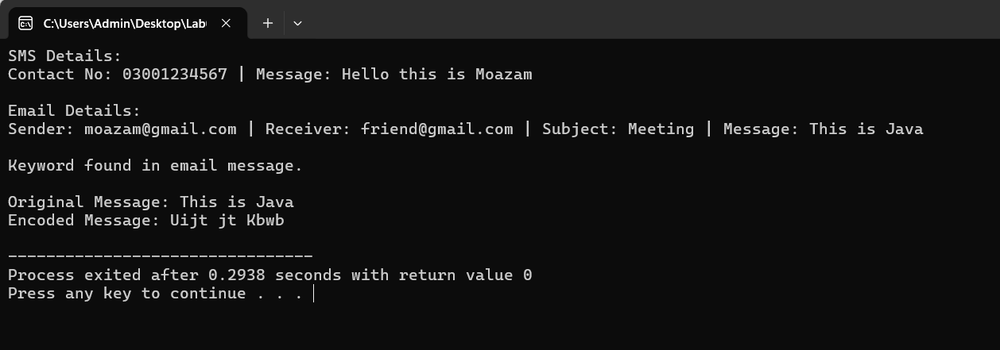 C:\Users\Admin\Desktop\Lab
SMS Details:
Contact No: 03001234567 | Message: Hello this is Moazam
Email Details:
Sender: moazam@gmail.com | Receiver: friend@gmail.com | Subject: Meeting | Message: This is Java
Keyword found in email message.
Original Message: This is Java
Encoded Message: Uijt jt Kbwb
--------------------------------
Process exited after 0.2938 seconds with return value 0
Press any key to continue . . .